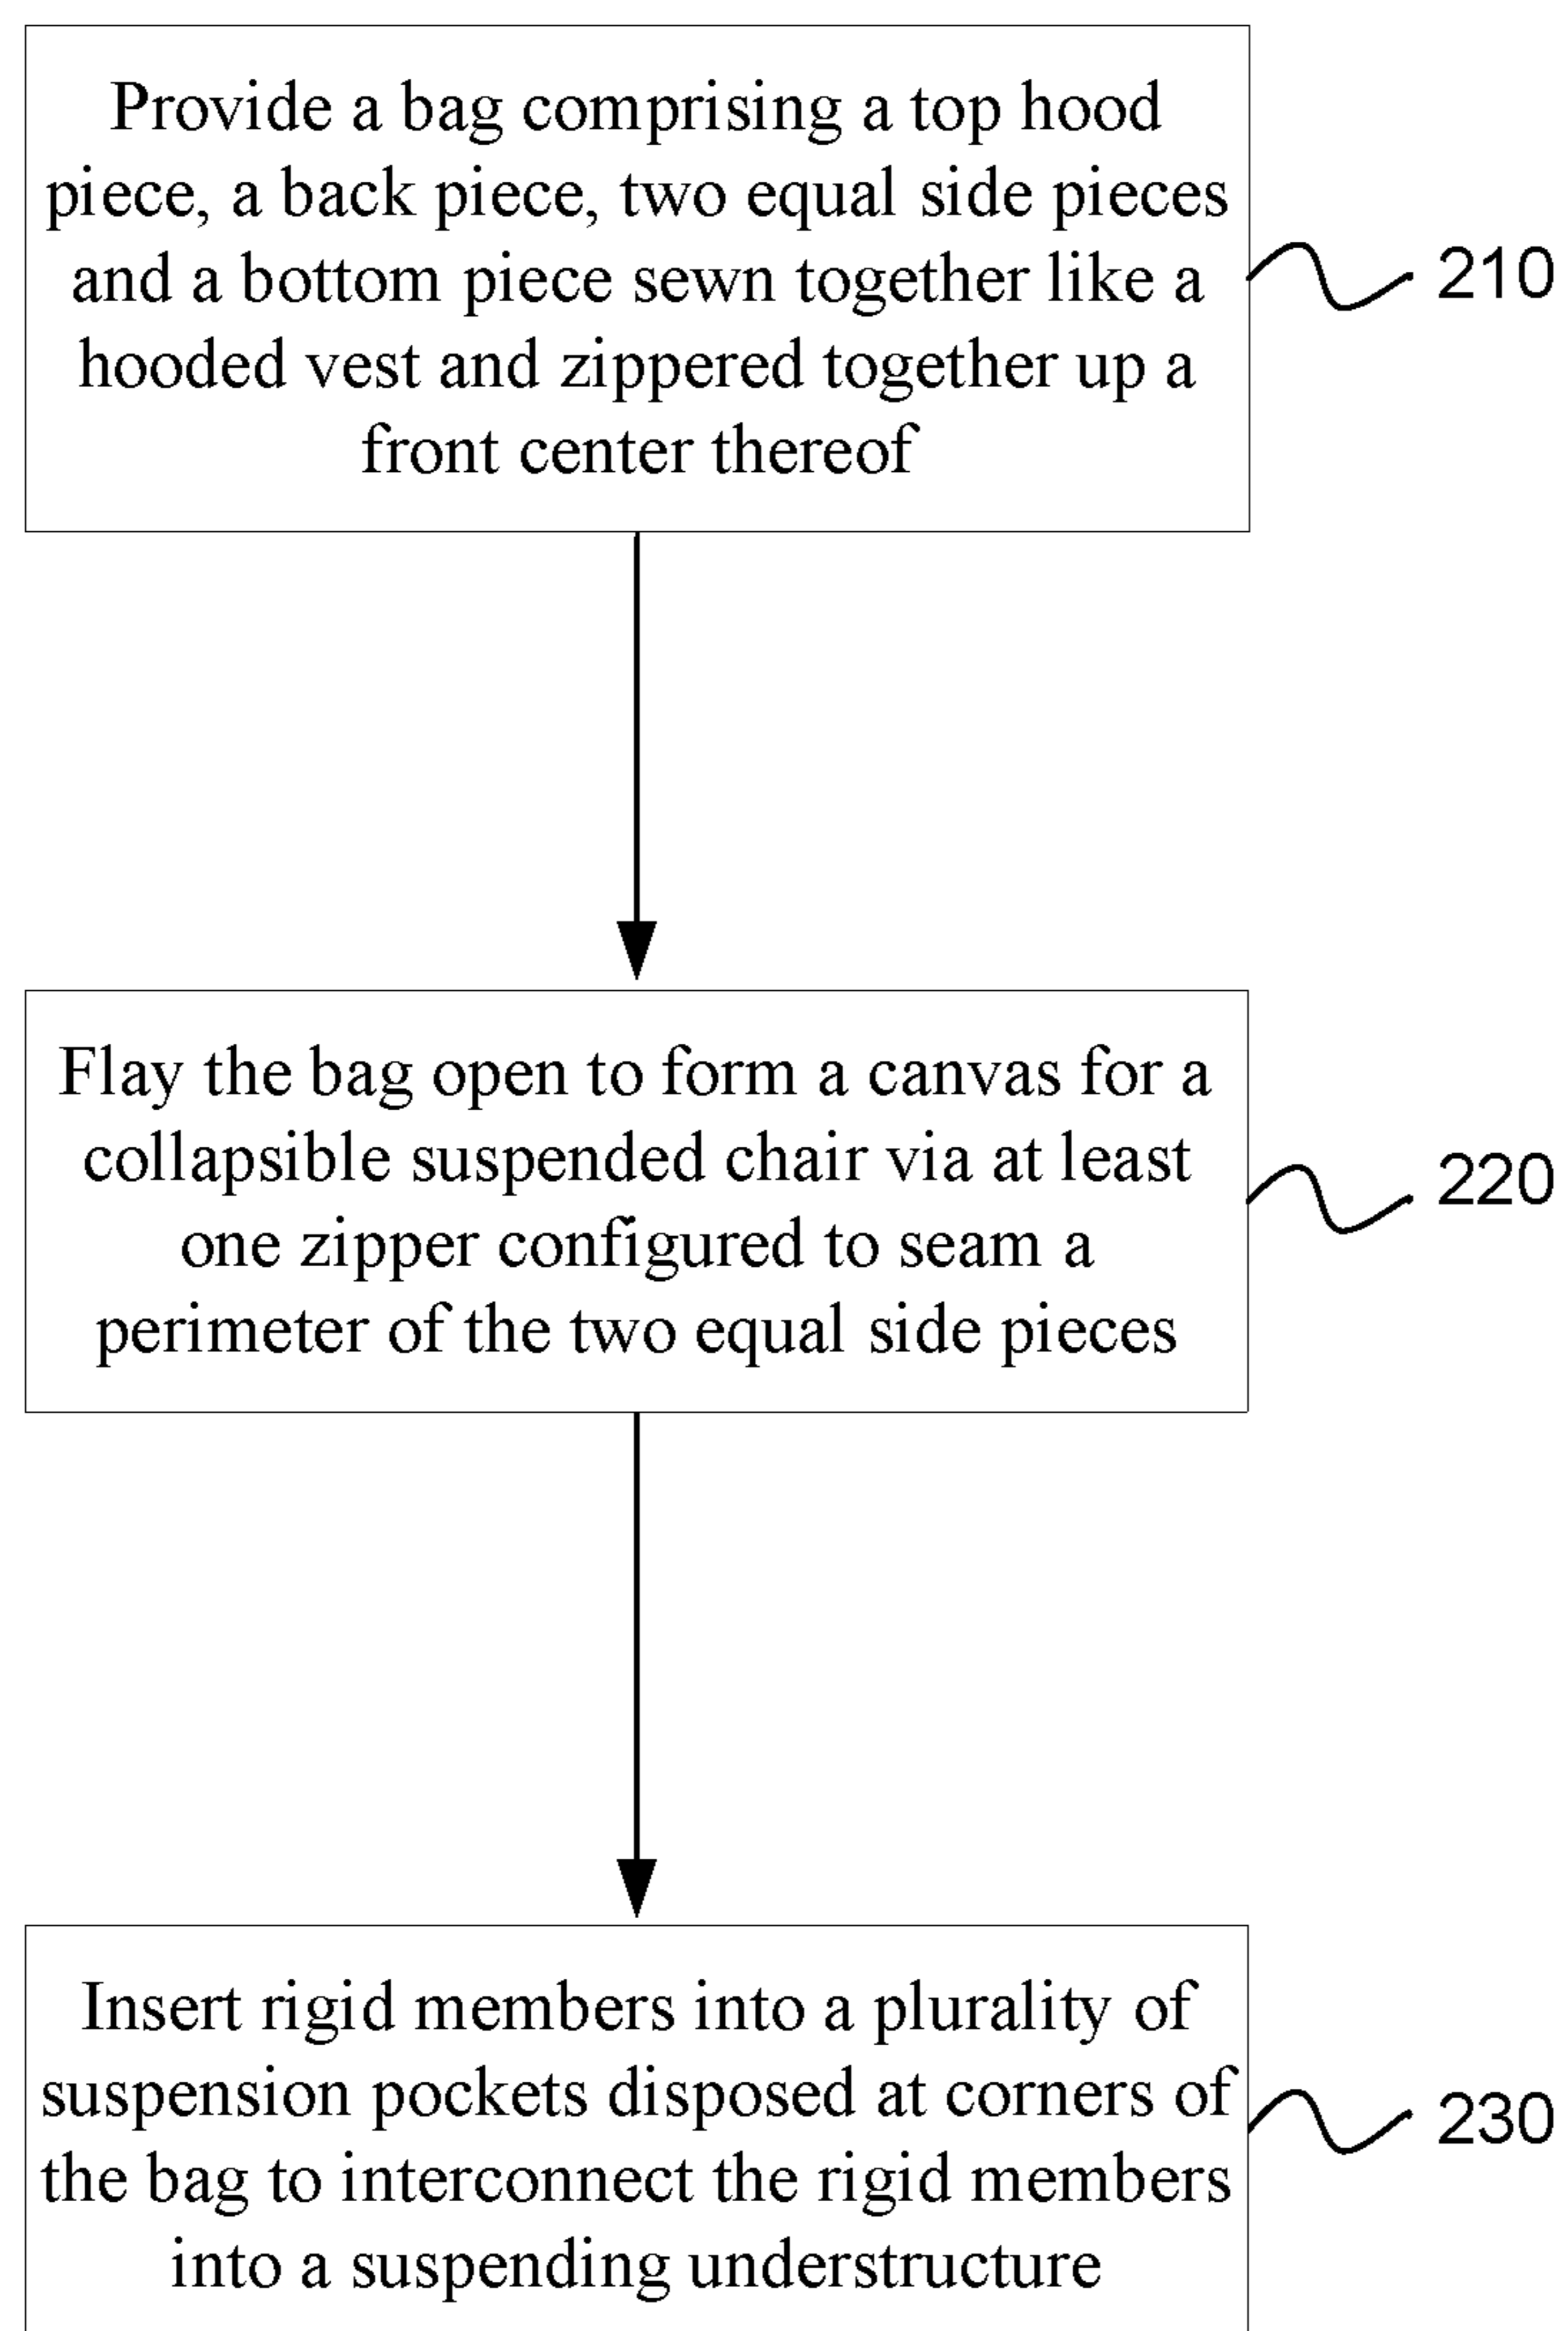 Provide a bag comprising a top hood
piece, a back piece, two equal side pieces
and a bottom piece sewn together like a
hooded vest and zippered together up a
front center thereof
210
Flay the bag open to form a canvas for a
collapsible suspended chair via at least
one zipper configured to seam a
perimeter of the two equal side pieces
220
Insert rigid members into a plurality of
suspension pockets disposed at corners of
the bag to interconnect the rigid members
into a suspending understructure
230